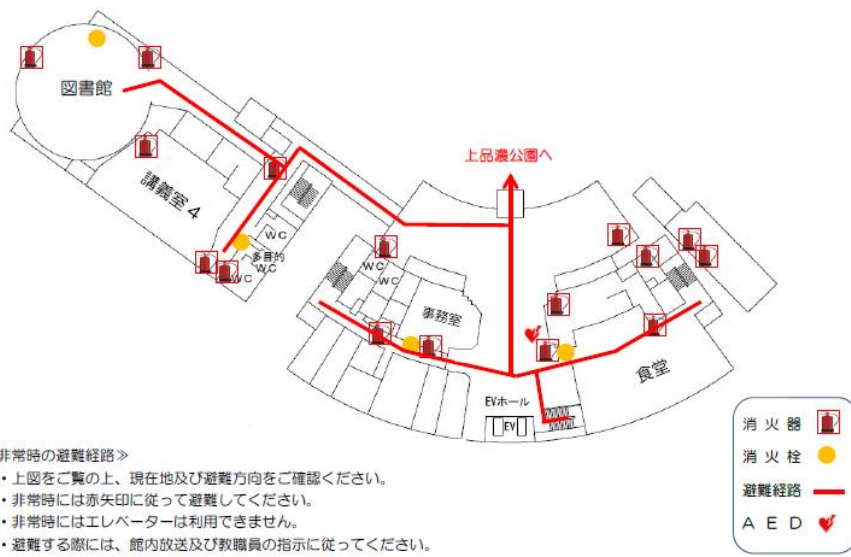 図書館
上品濃公園へ
講義室4
WC
多目的
WC
WC
WC
WC
事務室
食堂
EVホール
EV
消火器
消火栓
避難経路
AED
非常時の避難経路≫
・上図をご覧の上、現在地及び避難方向をご確認ください。
・非常時には赤矢印に従って避難してください。
・非常時にはエレベーターは利用できません。
・避難する際には、館内放送及び教職員の指示に従ってください。